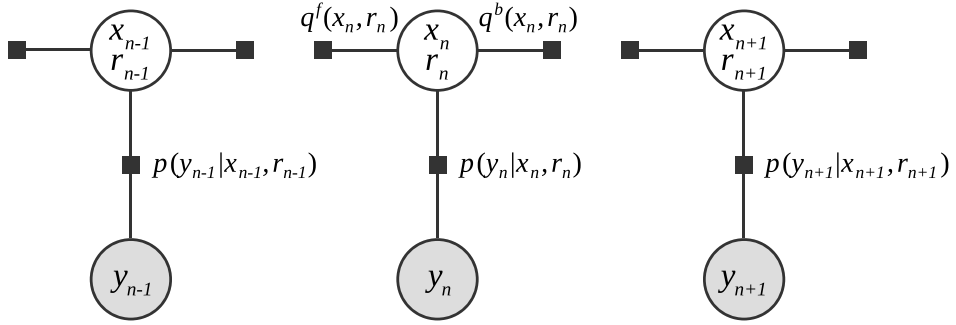 q^f(x_n, r_n) q^b(x_n, r_n)
x_{n-1} x_n x_{n+1}
r_{n-1} r_n r_{n+1}
p(y_{n-1}|x_{n-1}, r_{n-1}) p(y_n|x_n, r_n) p(y_{n+1}|x_{n+1}, r_{n+1})
y_{n-1} y_n y_{n+1}